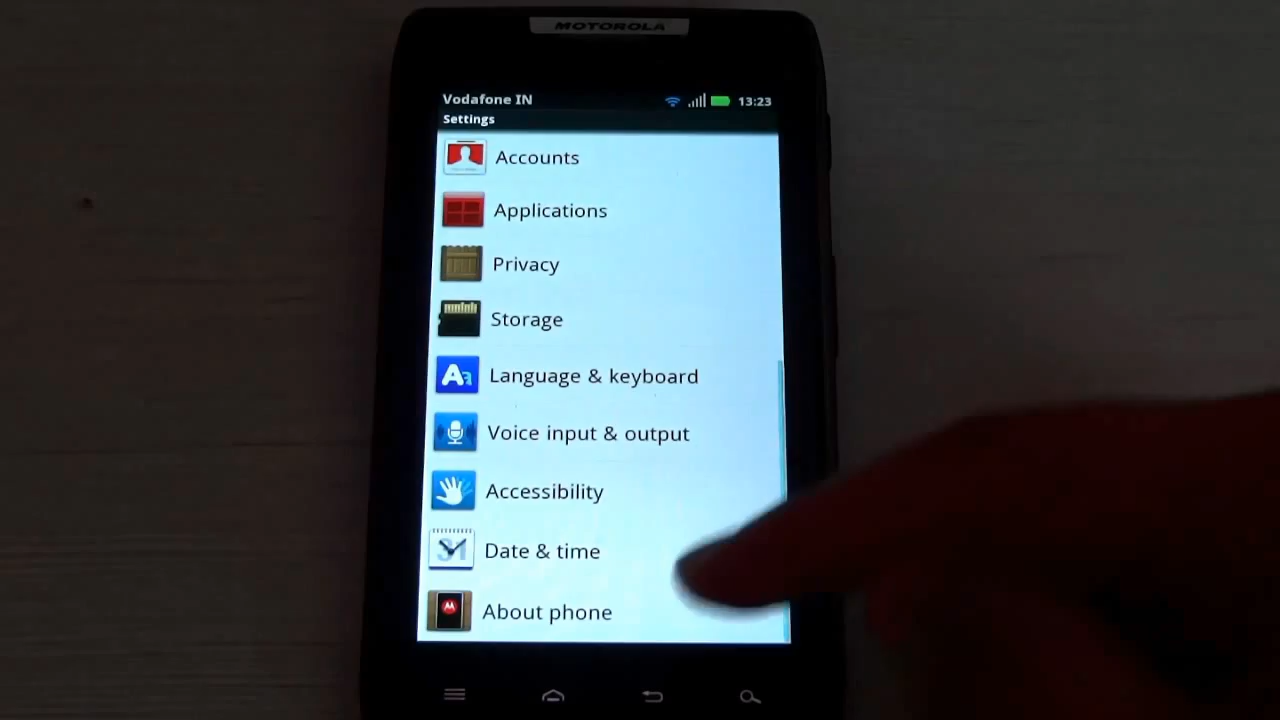 MOTOROLA
Vodafone IN 13:23
Settings
Accounts
Applications
Privacy
Storage
Language & keyboard
Voice input & output
Accessibility
31
Date & time
About phone